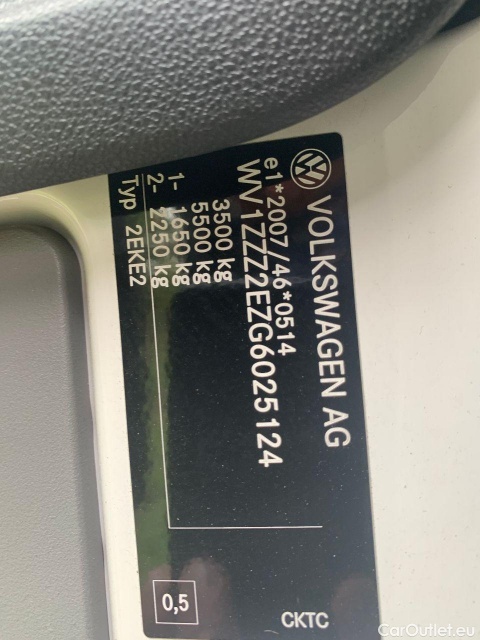 VOLKSWAGEN AG
e1*2007/46*0514
WV1ZZZ2EZG6025124
3500 kg
5500 kg
1- 1650 kg
2- 2250 kg
Typ 2EKE2
0,5
CKTC
CarOutlet.eu